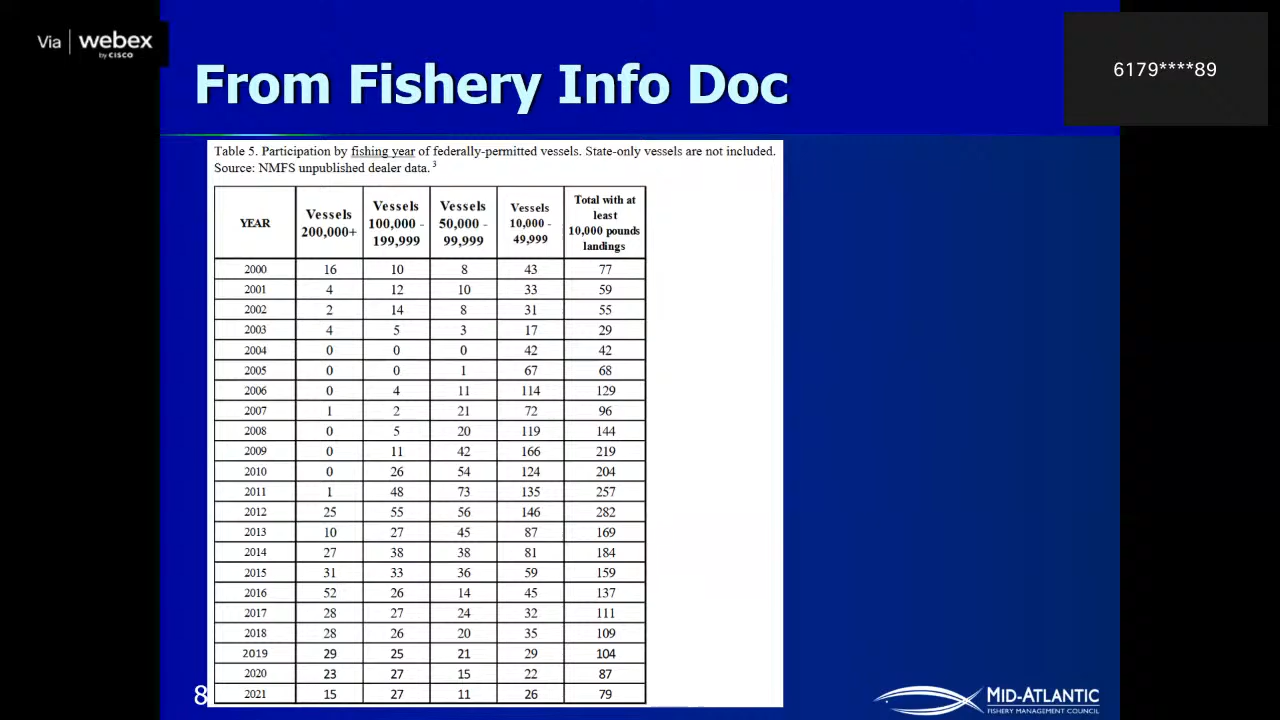 Via | webex
by CISCO
6179****89
From Fishery Info Doc
Table 5. Participation by fishing year of federally-permitted vessels. State-only vessels are not included.
Source: NMFS unpublished dealer data. 3
YEAR Vessels 200,000+ Vessels 100,000 - 199,999 Vessels 50,000 - 99,999 Vessels 10,000 - 49,999 Total with at least 10,000 pounds landings
2000 16 10 8 43 77
2001 4 12 10 33 59
2002 2 14 8 31 55
2003 4 5 3 17 29
2004 0 0 0 42 42
2005 0 0 1 67 68
2006 0 4 11 114 129
2007 1 2 21 72 96
2008 0 5 20 119 144
2009 0 11 42 166 219
2010 0 26 54 124 204
2011 1 48 73 135 257
2012 25 55 56 146 282
2013 10 27 45 87 169
2014 27 38 38 81 184
2015 31 33 36 59 159
2016 52 26 14 45 137
2017 28 27 24 32 111
2018 28 26 20 35 109
2019 29 25 21 29 104
2020 23 27 15 22 87
2021 15 27 11 26 79
8
MID-ATLANTIC
FISHERY MANAGEMENT COUNCIL